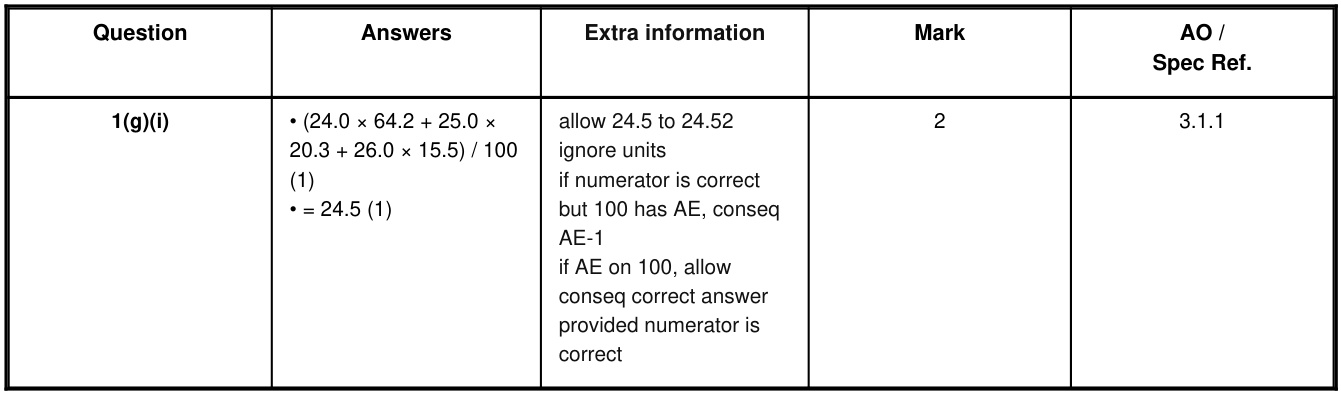 Question Answers Extra information Mark AO /
Spec Ref.
1(g)(i) • (24.0 × 64.2 + 25.0 × allow 24.5 to 24.52 2 3.1.1
20.3 + 26.0 × 15.5) / 100 ignore units
(1) if numerator is correct
• = 24.5 (1) but 100 has AE, conseq
AE-1
if AE on 100, allow
conseq correct answer
provided numerator is
correct